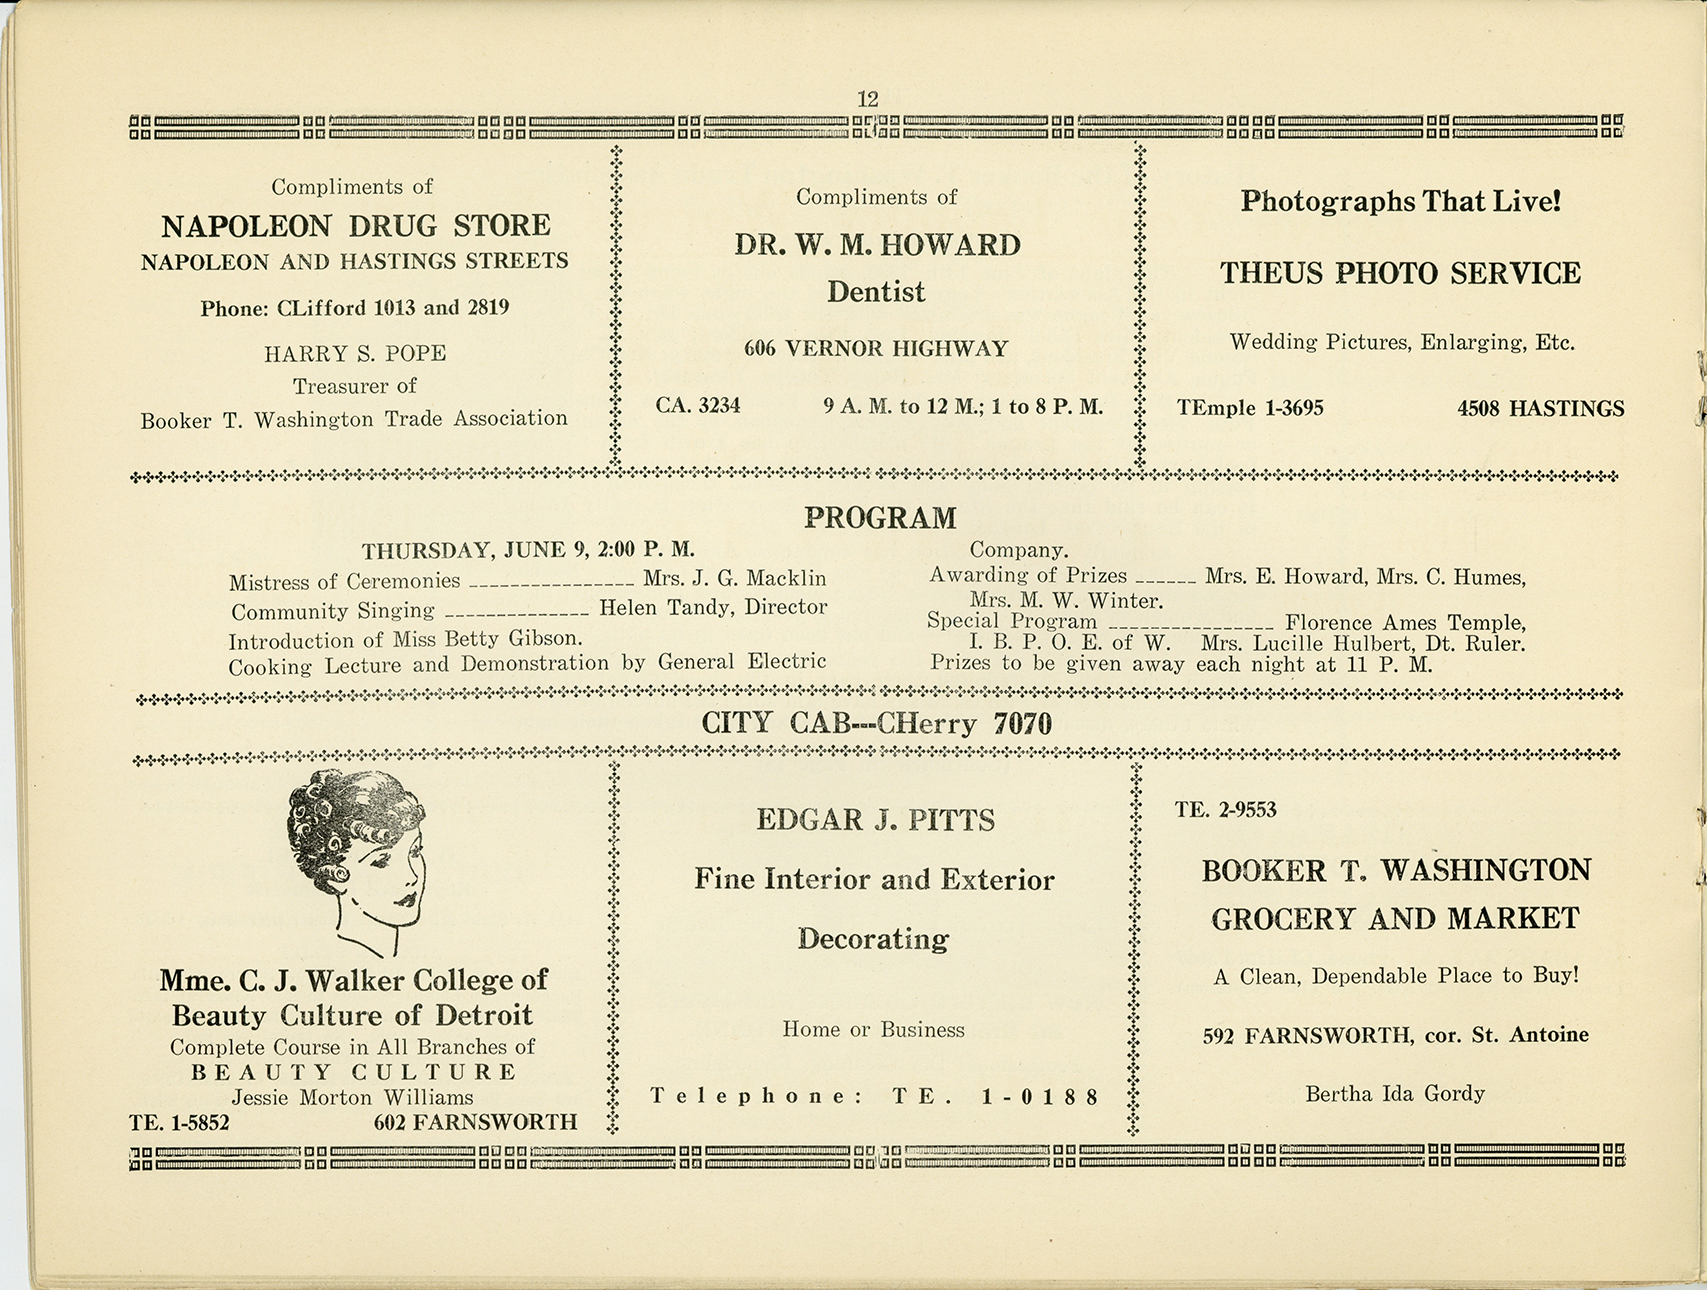 12
Compliments of
NAPOLEON DRUG STORE
NAPOLEON AND HASTINGS STREETS
Phone: CLifford 1013 and 2819
HARRY S. POPE
Treasurer of
Booker T. Washington Trade Association
Compliments of
DR. W. M. HOWARD
Dentist
606 VERNOR HIGHWAY
CA. 3234 9 A. M. to 12 M.; 1 to 8 P. M.
Photographs That Live!
THEUS PHOTO SERVICE
Wedding Pictures, Enlarging, Etc.
TEmple 1-3695 4508 HASTINGS
PROGRAM
THURSDAY, JUNE 9, 2:00 P. M.
Mistress of Ceremonies ---------------- Mrs. J. G. Macklin
Community Singing -------------- Helen Tandy, Director
Introduction of Miss Betty Gibson.
Cooking Lecture and Demonstration by General Electric
Company.
Awarding of Prizes ------ Mrs. E. Howard, Mrs. C. Humes,
Mrs. M. W. Winter.
Special Program ---------------- Florence Ames Temple,
I. B. P. O. E. of W. Mrs. Lucille Hulbert, Dt. Ruler.
Prizes to be given away each night at 11 P. M.
CITY CAB---CHerry 7070
Mme. C. J. Walker College of
Beauty Culture of Detroit
Complete Course in All Branches of
BEAUTY CULTURE
Jessie Morton Williams
TE. 1-5852 602 FARNSWORTH
EDGAR J. PITTS
Fine Interior and Exterior
Decorating
Home or Business
Telephone: TE. 1-0188
TE. 2-9553
BOOKER T. WASHINGTON
GROCERY AND MARKET
A Clean, Dependable Place to Buy!
592 FARNSWORTH, cor. St. Antoine
Bertha Ida Gordy